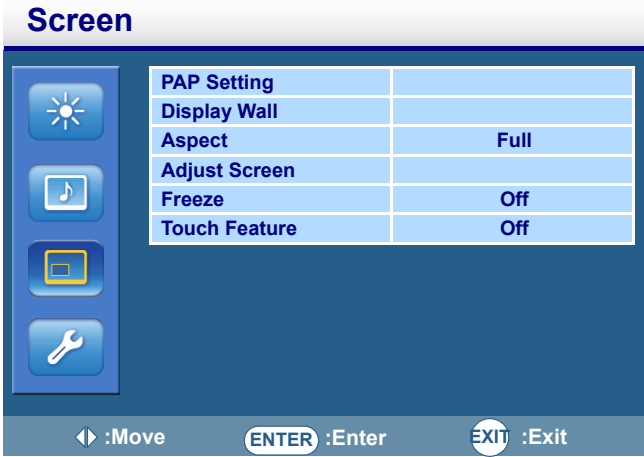 Screen
PAP Setting
Display Wall
Aspect Full
Adjust Screen
Freeze Off
Touch Feature Off
:Move ENTER :Enter EXIT :Exit